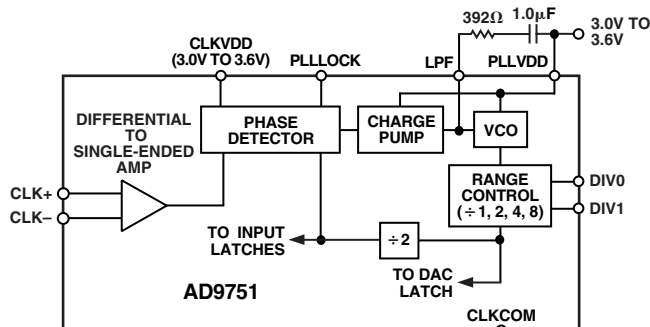 392Ω 1.0µF
3.0V TO
3.6V
CLKVDD
(3.0V TO 3.6V)
PLLLOCK
LPF
PLLVDD
DIFFERENTIAL
TO
SINGLE-ENDED
AMP
PHASE
DETECTOR
CHARGE
PUMP
VCO
CLK+
CLK–
RANGE
CONTROL
(÷1, 2, 4, 8)
DIV0
DIV1
TO INPUT
LATCHES
÷2
TO DAC
LATCH
AD9751
CLKCOM